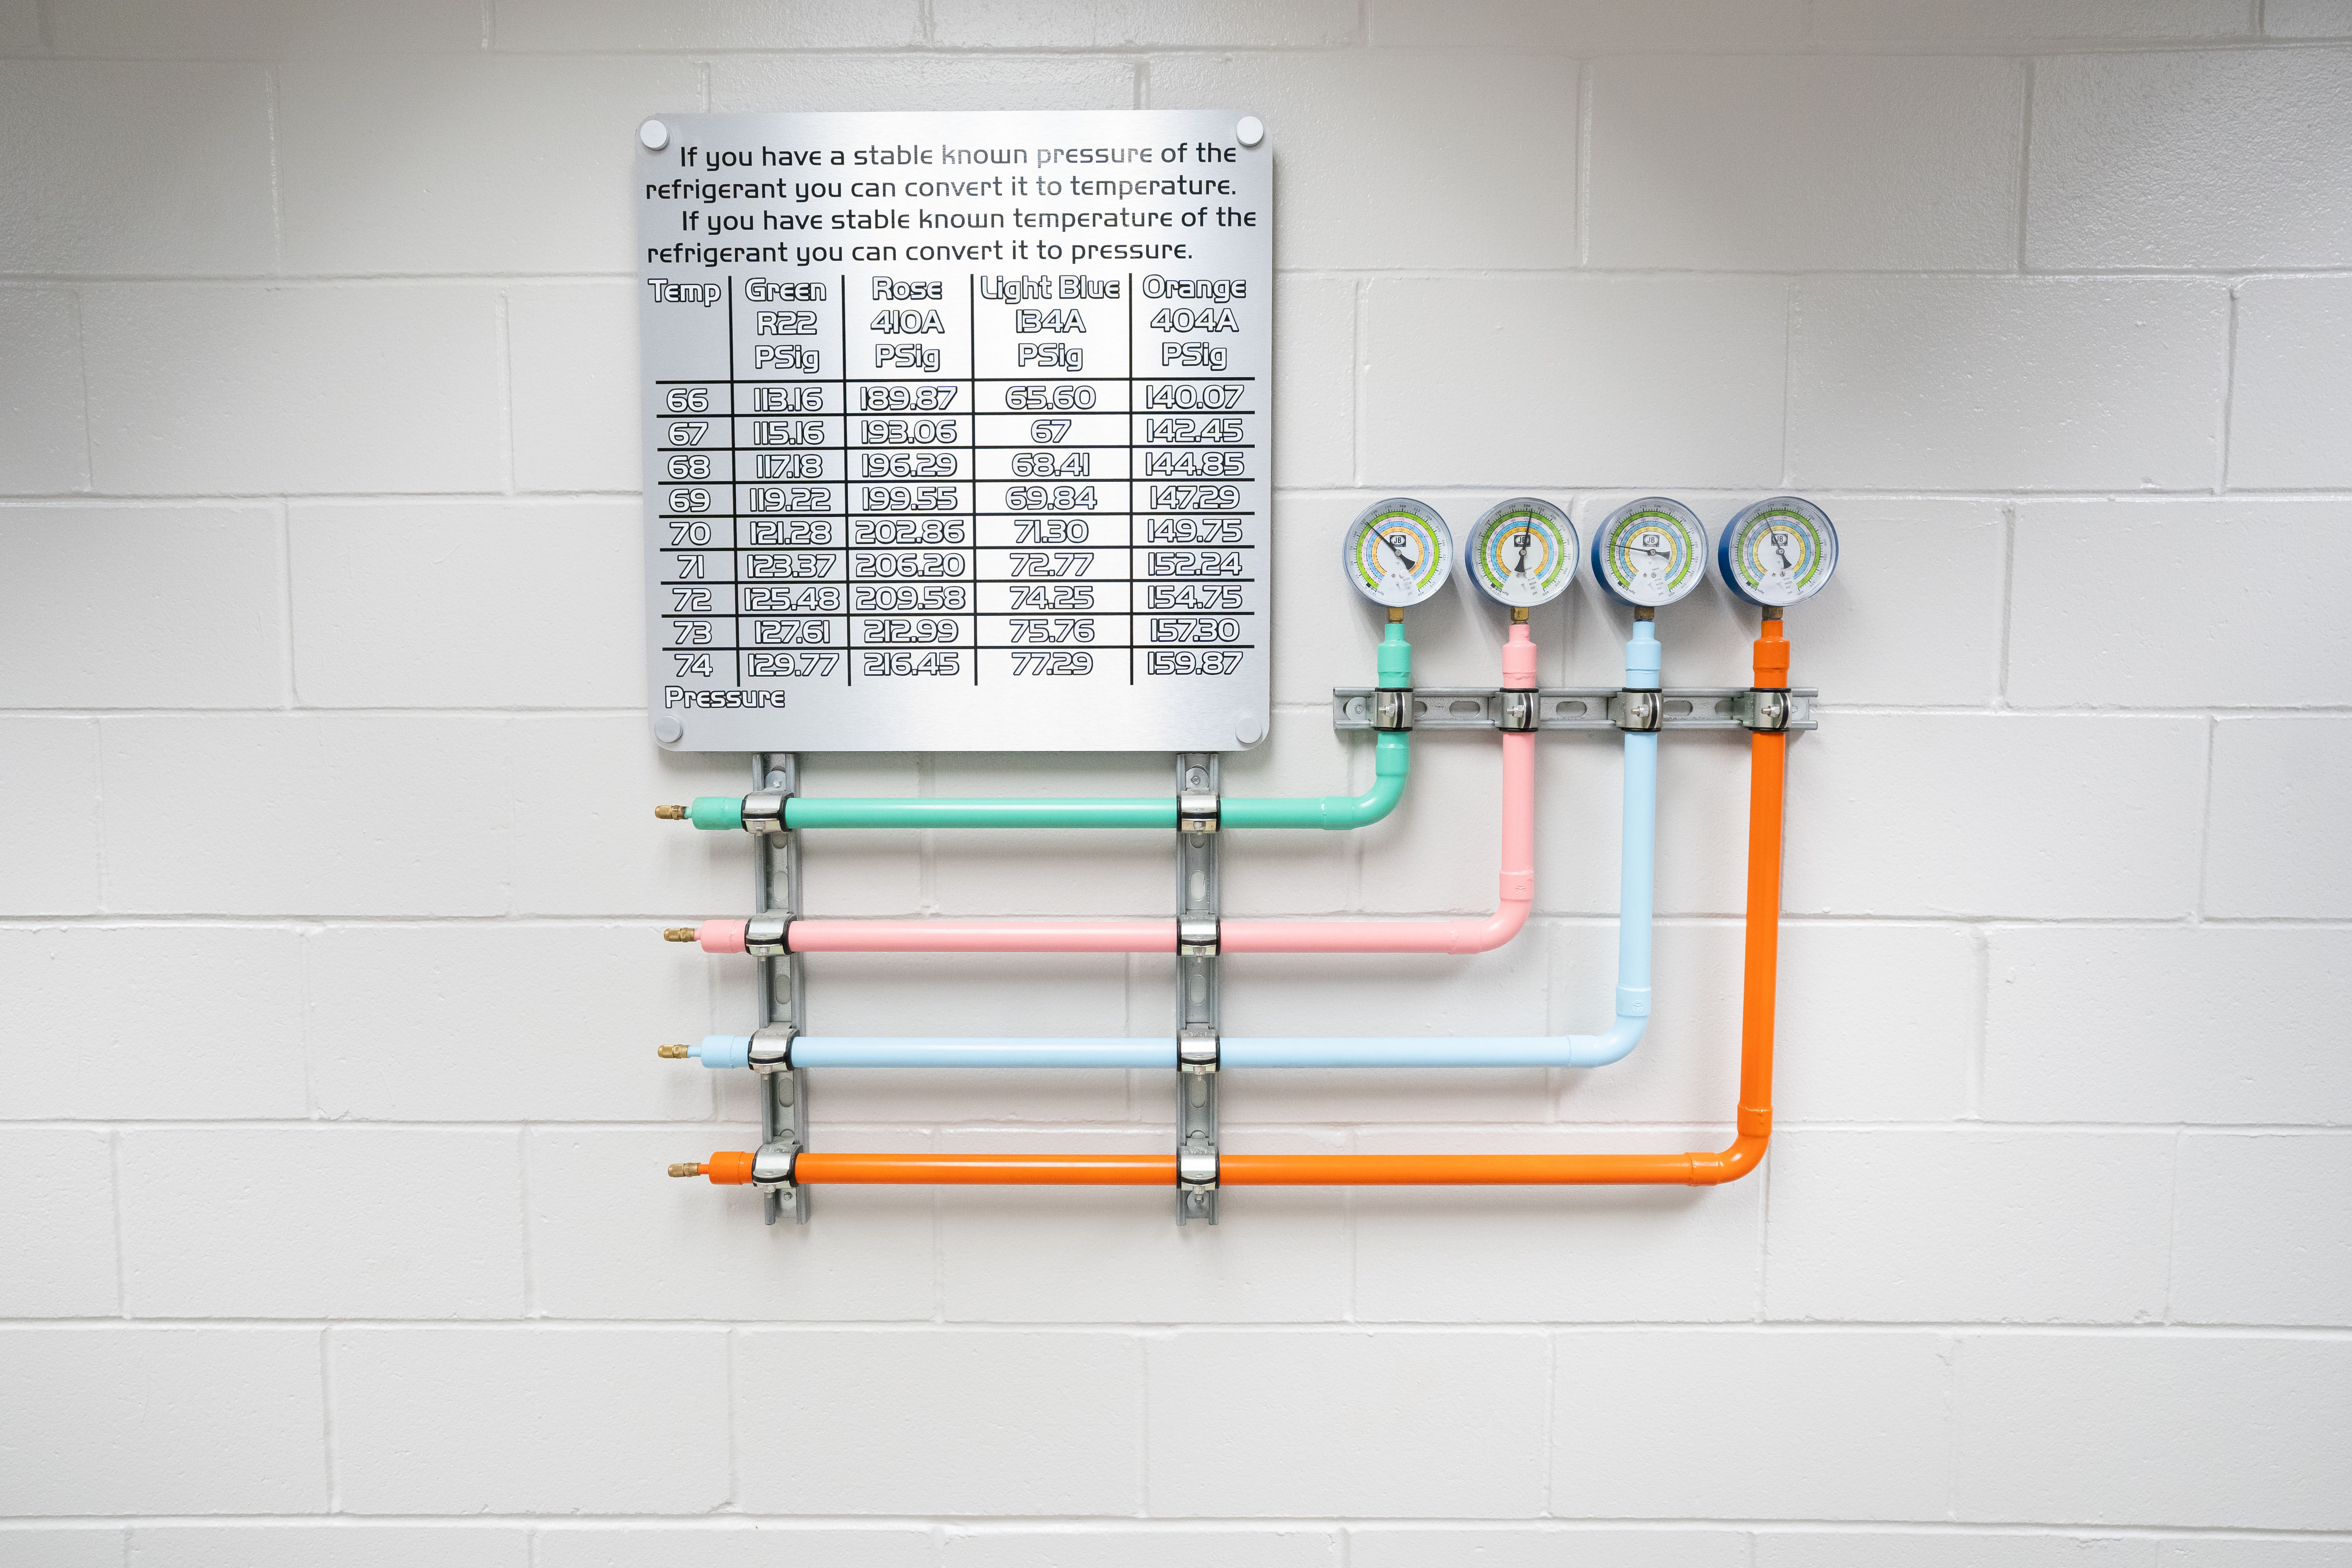 If you have a stable known pressure of the
refrigerant you can convert it to temperature.
If you have stable known temperature of the
refrigerant you can convert it to pressure.
Temp Green Rose Light Blue Orange
R22 410A 134A 404A
PSig PSig PSig PSig
66 113.16 189.87 65.60 140.07
67 115.16 193.06 67 142.45
68 117.18 196.29 68.41 144.85
69 119.22 199.55 69.84 147.29
70 121.28 202.86 71.30 149.75
71 123.37 206.20 72.77 152.24
72 125.48 209.58 74.25 154.75
73 127.61 212.99 75.76 157.30
74 129.77 216.45 77.29 159.87
Pressure
JB JB JB JB